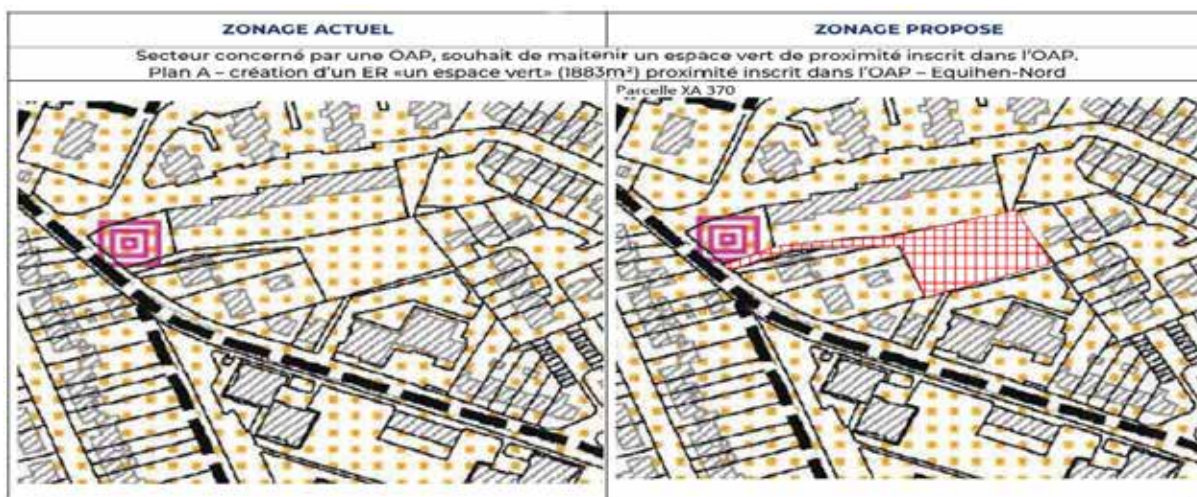 ZONAGE ACTUEL
ZONAGE PROPOSE
Secteur concerné par une OAP, souhait de maitenir un espace vert de proximité inscrit dans l'OAP.
Plan A – création d'un ER «un espace vert» (1883m²) proximité inscrit dans l'OAP – Equihen-Nord
Parcelle XA 370